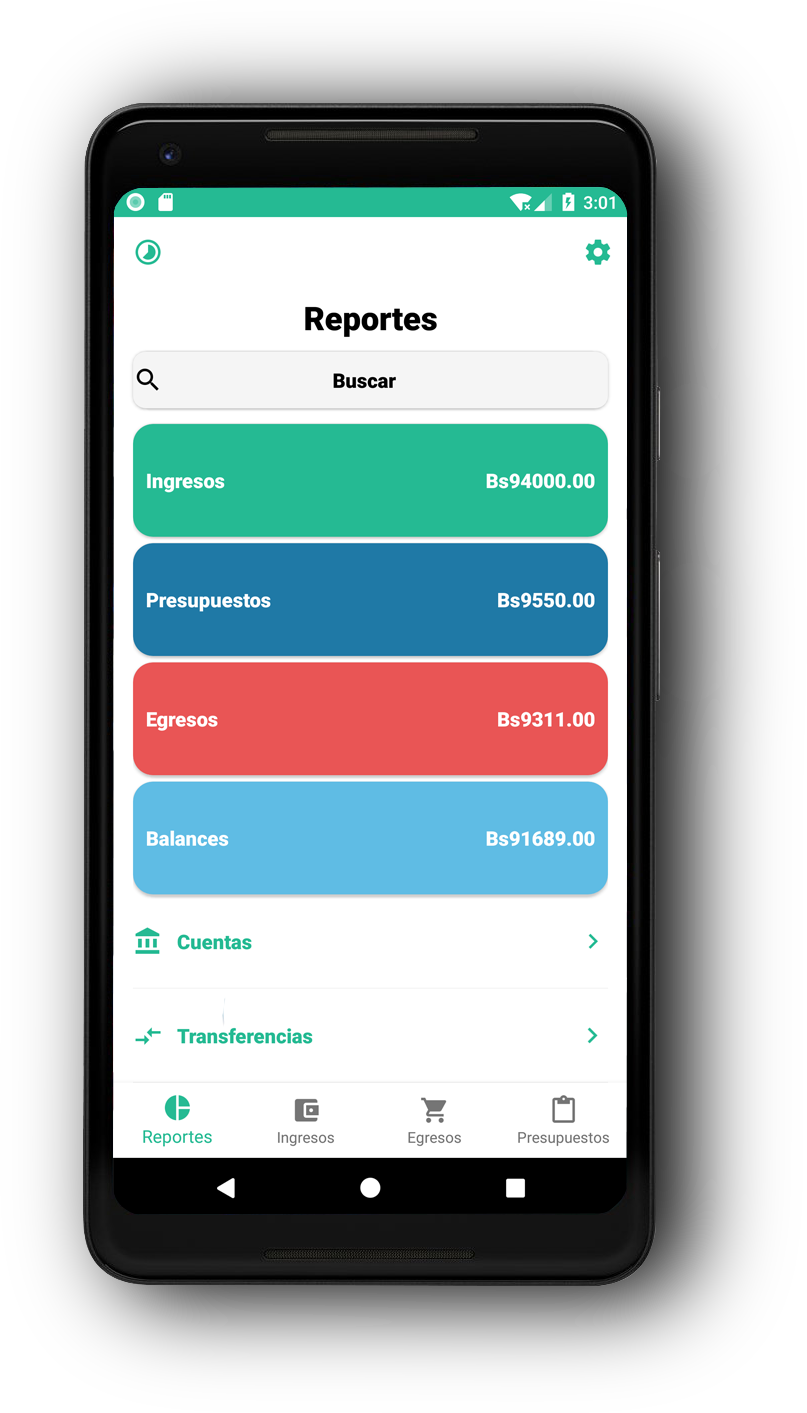 3:01
Reportes
Buscar
Ingresos Bs94000.00
Presupuestos Bs9550.00
Egresos Bs9311.00
Balances Bs91689.00
Cuentas
Transferencias
Reportes Ingresos Egresos Presupuestos